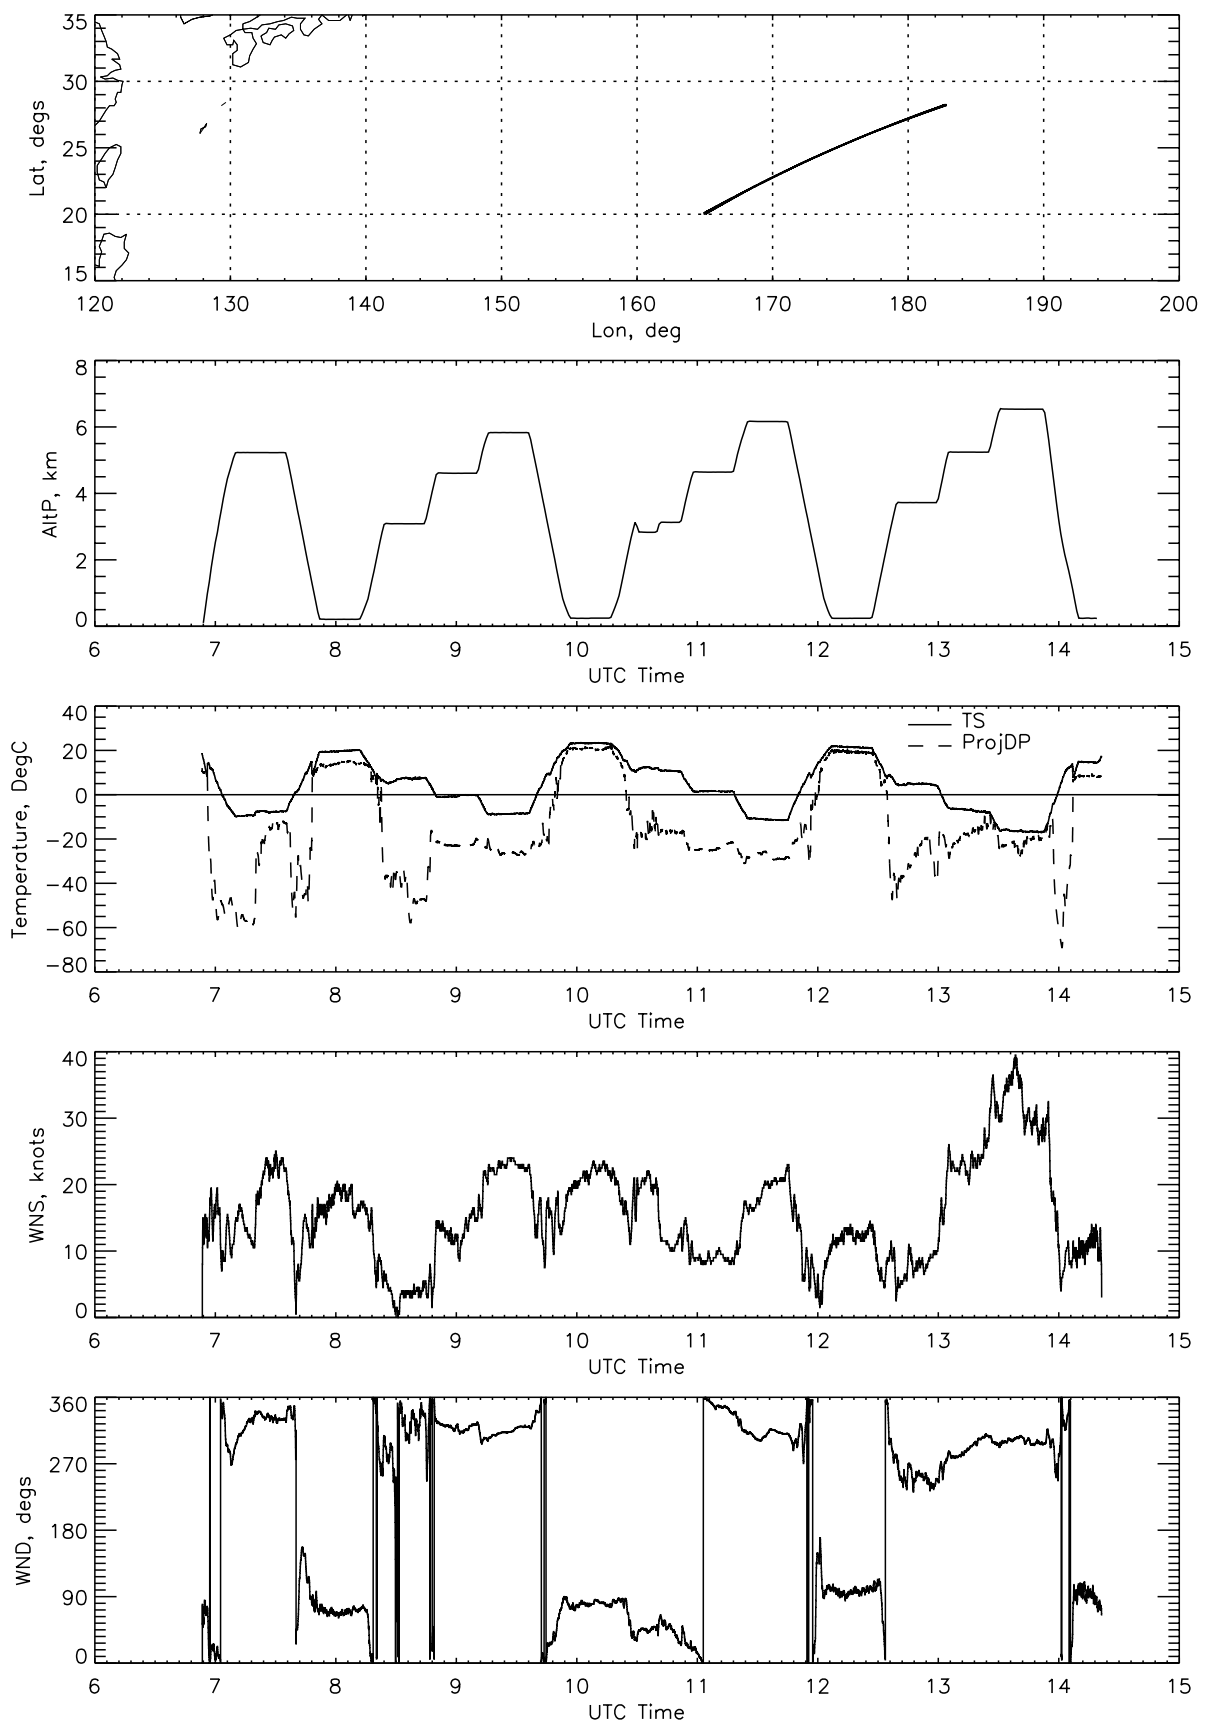 35
30
25
20
15
Lat, degs
120 130 140 150 160 170 180 190 200
Lon, deg
8
6
4
2
0
AltP, km
6 7 8 9 10 11 12 13 14 15
UTC Time
40
20
0
−20
−40
−60
−80
Temperature, DegC
TS
ProjDP
6 7 8 9 10 11 12 13 14 15
UTC Time
40
30
20
10
0
WNS, knots
6 7 8 9 10 11 12 13 14 15
UTC Time
360
270
180
90
0
WND, degs
6 7 8 9 10 11 12 13 14 15
UTC Time